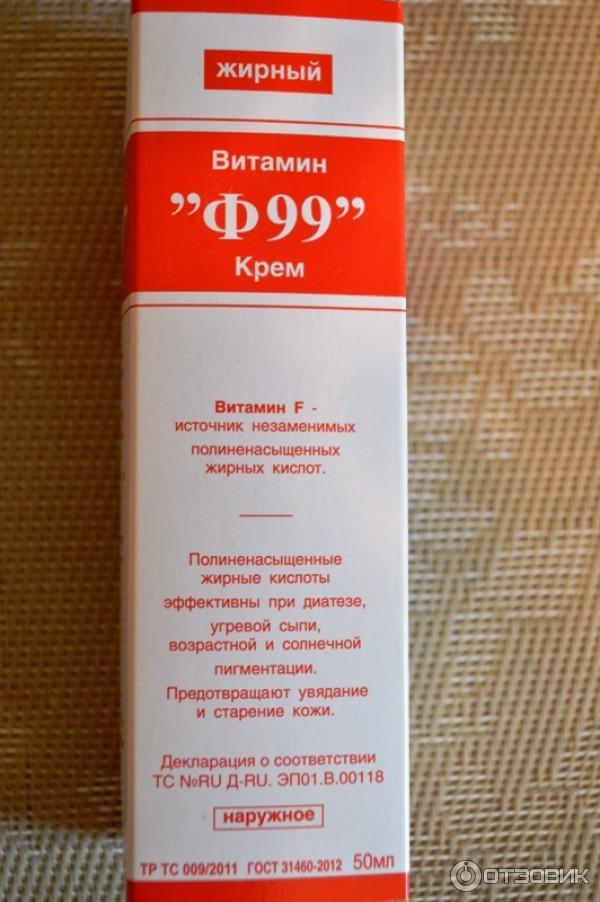 жирный
Витамин
”Ф99”
Крем
Витамин F -
источник незаменимых
полиненасыщенных
жирных кислот.
Полиненасыщенные
жирные кислоты
эффективны при диатезе,
угревой сыпи,
возрастной и солнечной
пигментации.
Предотвращают увядание
и старение кожи.
Декларация о соответствии
ТС №RU Д-RU. ЭП01.В.00118
наружное
ТР ТС 009/2011 ГОСТ 31460-2012 50мл
ОТЗОВИК